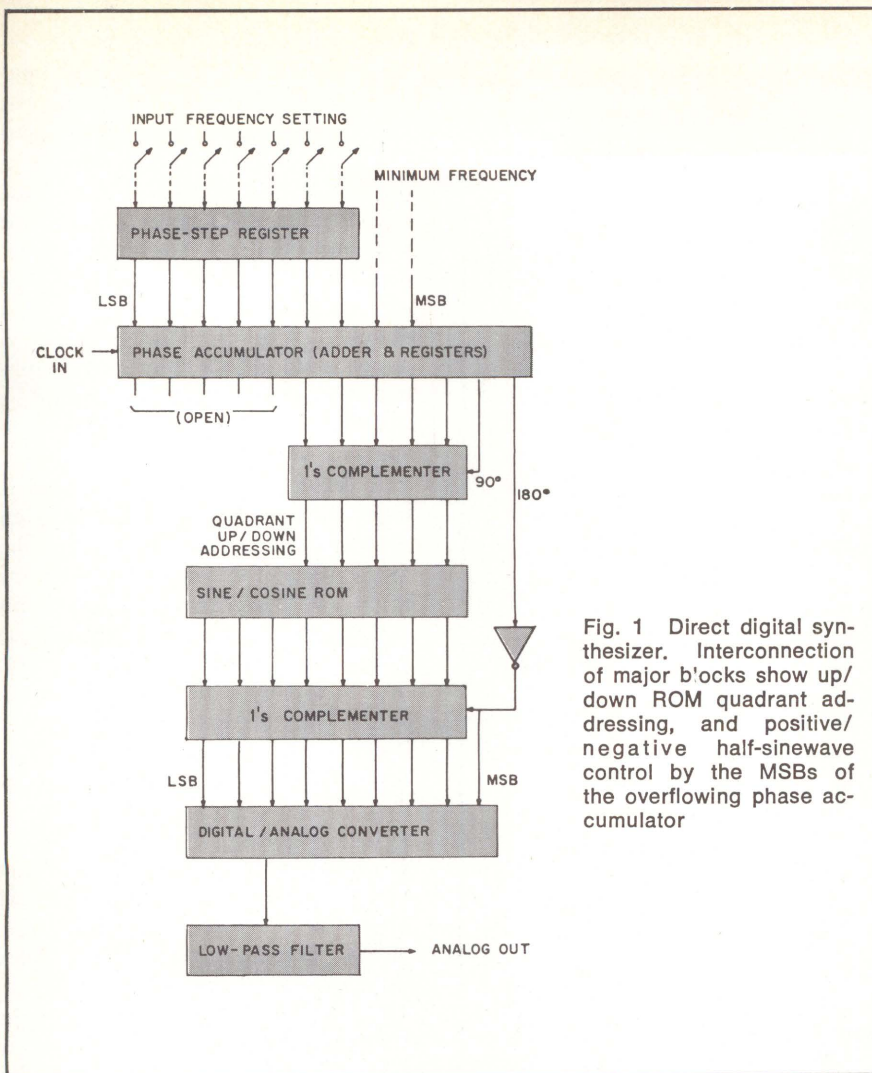 INPUT FREQUENCY SETTING
MINIMUM FREQUENCY
PHASE-STEP REGISTER
LSB
MSB
CLOCK IN
PHASE ACCUMULATOR (ADDER & REGISTERS)
(OPEN)
1's COMPLEMENTER
90°
180°
QUADRANT
UP/DOWN
ADDRESSING
SINE / COSINE ROM
1's COMPLEMENTER
LSB
MSB
DIGITAL / ANALOG CONVERTER
LOW-PASS FILTER
ANALOG OUT
Fig. 1 Direct digital syn-
thesizer. Interconnection
of major b'ocks show up/
down ROM quadrant ad-
dressing, and positive/
negative half-sinewave
control by the MSBs of
the overflowing phase ac-
cumulator